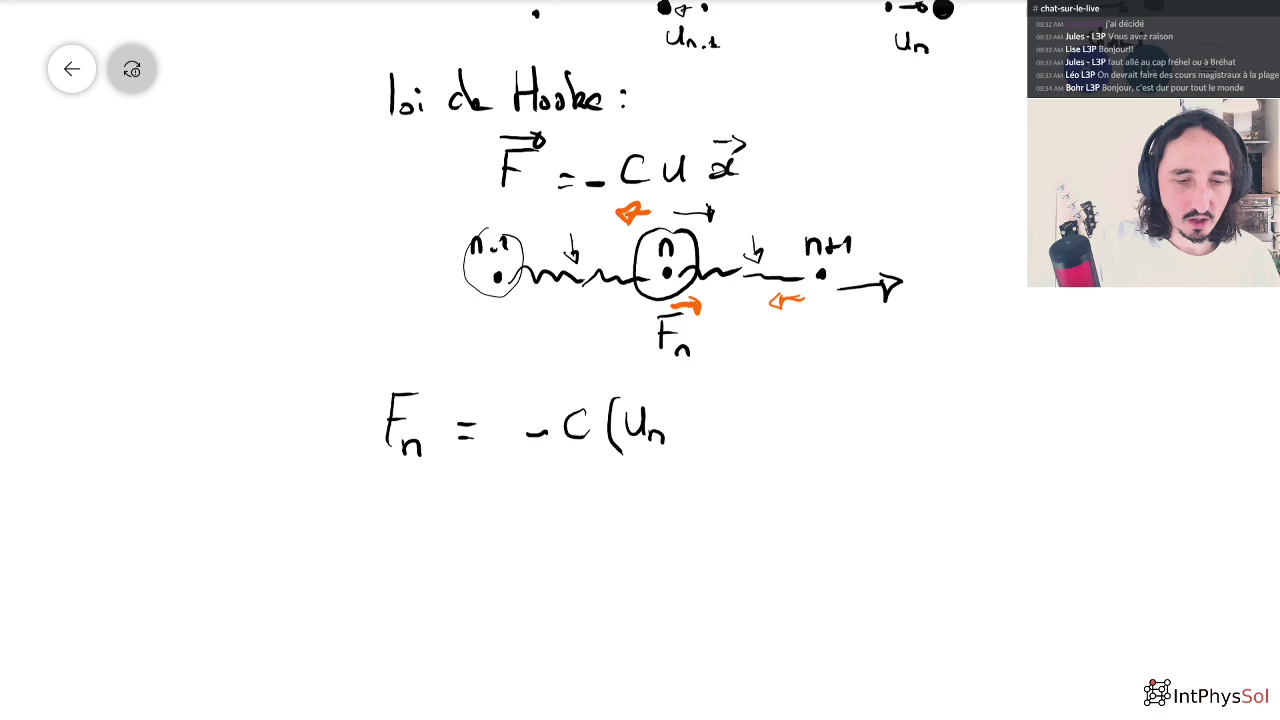 Un-1
Un
loi de Hooke :
F = - C U x
n-1
n
n+1
Fn
Fn = - C (Un
# chat-sur-le-live
08:32 AM j'ai décidé
08:33 AM Jules - L3P Vous avez raison
08:33 AM Lise L3P Bonjour!!
08:33 AM Jules - L3P faut allé au cap fréhel ou à Bréhat
08:33 AM Léo L3P On devrait faire des cours magistraux à la plage
08:34 AM Bohr L3P Bonjour, c'est dur pour tout le monde
IntPhysSol